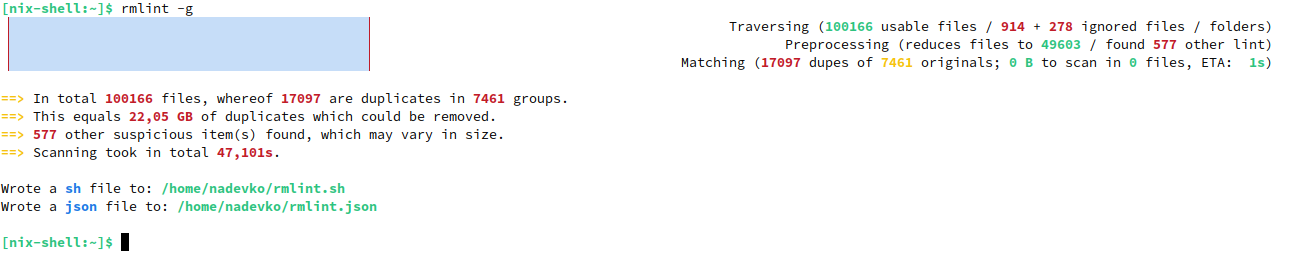 [nix-shell:~]$ rmlint -g
Traversing (100166 usable files / 914 + 278 ignored files / folders)
Preprocessing (reduces files to 49603 / found 577 other lint)
Matching (17097 dupes of 7461 originals; 0 B to scan in 0 files, ETA:  1s)
==> In total 100166 files, whereof 17097 are duplicates in 7461 groups.
==> This equals 22,05 GB of duplicates which could be removed.
==> 577 other suspicious item(s) found, which may vary in size.
==> Scanning took in total 47,101s.
Wrote a sh file to: /home/nadevko/rmlint.sh
Wrote a json file to: /home/nadevko/rmlint.json
[nix-shell:~]$